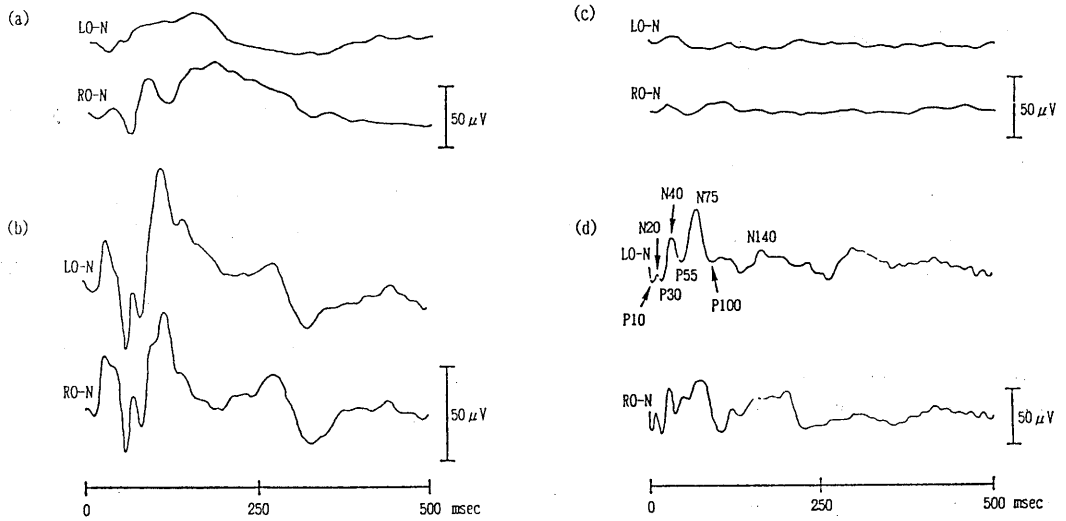 (a)
LO-N
RO-N
50 μV
(b)
LO-N
RO-N
50 μV
0 250 500 msec
(c)
LO-N
RO-N
50 μV
(d)
N40 N75
N20
N140
LO-N
P55
P30
P10 P100
RO-N
50 μV
0 250 500 msec